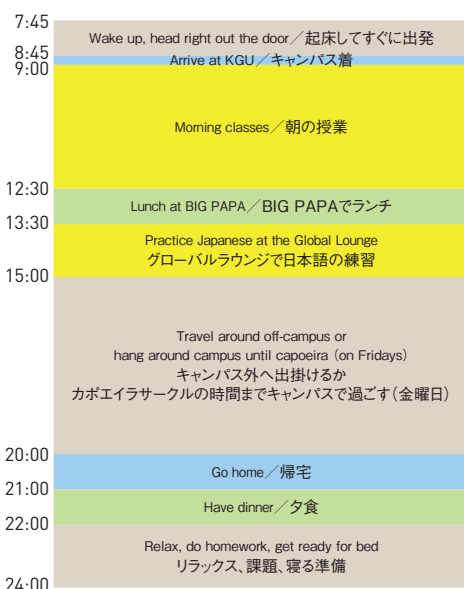 7:45
Wake up, head right out the door／起床してすぐに出発
8:45
Arrive at KGU／キャンパス着
9:00
Morning classes／朝の授業
12:30
Lunch at BIG PAPA／BIG PAPAでランチ
13:30
Practice Japanese at the Global Lounge
グローバルラウンジで日本語の練習
15:00
Travel around off-campus or
hang around campus until capoeira (on Fridays)
キャンパス外へ出掛けるか
カポエイラサークルの時間までキャンパスで過ごす(金曜日)
20:00
Go home／帰宅
21:00
Have dinner／夕食
22:00
Relax, do homework, get ready for bed
リラックス、課題、寝る準備
24:00